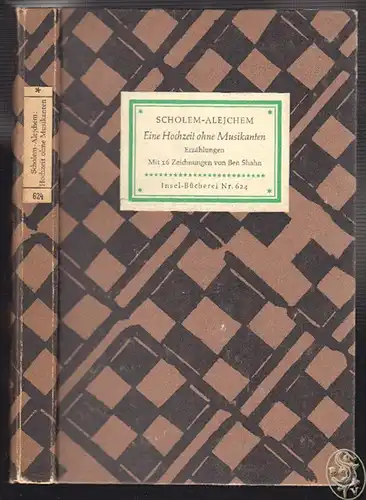 Scholem-Alejchem:
Hochzeit ohne Musikanten
624
SCHOLEM-ALEJCHEM
Eine Hochzeit ohne Musikanten
Erzählungen
Mit 26 Zeichnungen von Ben Shahn
Insel-Bücherei Nr. 624